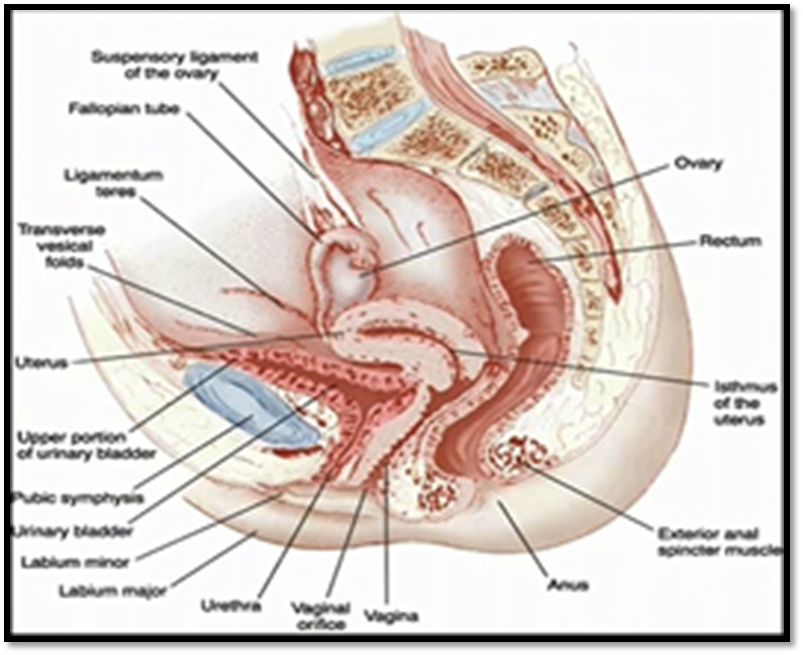 Suspensory ligament
of the ovary
Fallopian tube
Ligamentum
teres
Transverse
vesical
folds
Uterus
Upper portion
of urinary bladder
Pubic symphysis
Urinary bladder
Labium minor
Labium major
Urethra
Vaginal
orifice
Vagina
Ovary
Rectum
Isthmus
of the
uterus
Exterior anal
spincter muscle
Anus